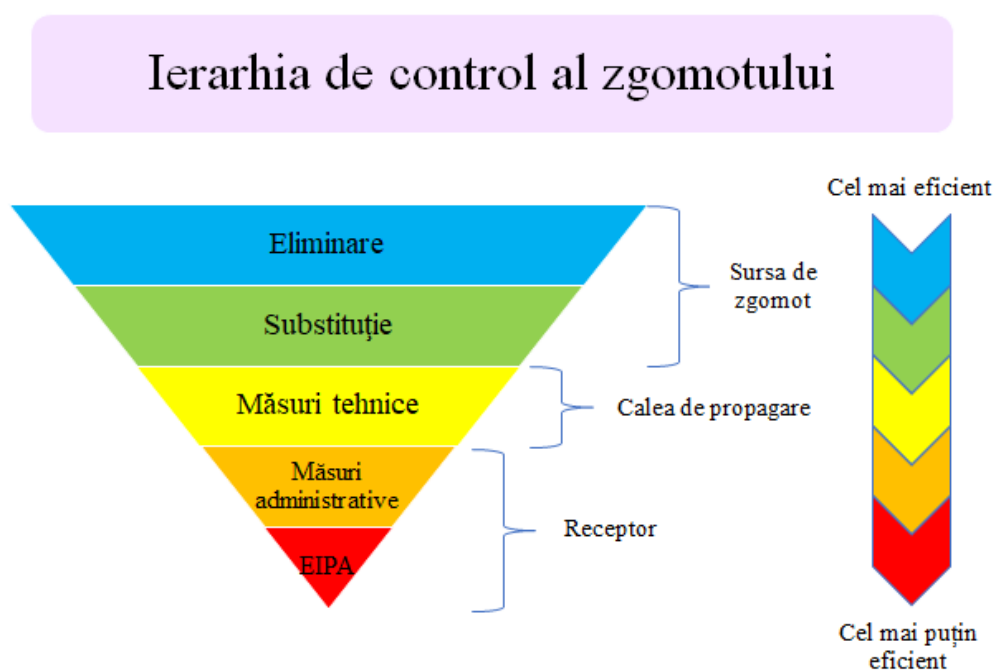 Ierarhia de control al zgomotului
Cel mai eficient
Eliminare
Sursa de
zgomot
Substituţie
Măsuri tehnice
Calea de propagare
Măsuri
administrative
Receptor
EIPA
Cel mai puțin
eficient